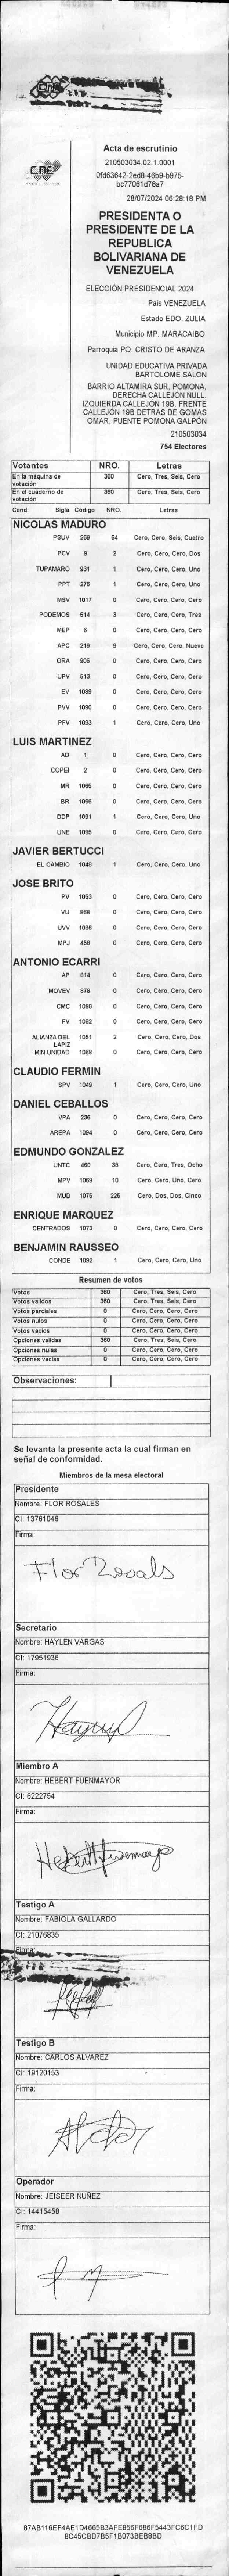 CNE
Acta de escrutinio
210503034.02.1.0001
0fd63642-2ed8-46b9-b975-
bc77061d78a7
28/07/2024 06:28:18 PM
PRESIDENTA O
PRESIDENTE DE LA
REPUBLICA
BOLIVARIANA DE
VENEZUELA
ELECCIÓN PRESIDENCIAL 2024
Pais VENEZUELA
Estado EDO. ZULIA
Municipio MP. MARACAIBO
Parroquia PQ. CRISTO DE ARANZA
UNIDAD EDUCATIVA PRIVADA
BARTOLOME SALON
BARRIO ALTAMIRA SUR, POMONA.
DERECHA CALLEJÓN NULL.
IZQUIERDA CALLEJÓN 19B. FRENTE
CALLEJÓN 19B DETRAS DE GOMAS
OMAR, PUENTE POMONA GALPÓN
210503034
754 Electores
Votantes NRO. Letras
En la máquina de votación 360 Cero, Tres, Seis, Cero
En el cuaderno de votación 360 Cero, Tres, Seis, Cero
Cand. Sigla Código NRO. Letras
NICOLAS MADURO
PSUV 269 64 Cero, Cero, Seis, Cuatro
PCV 9 2 Cero, Cero, Cero, Dos
TUPAMARO 931 1 Cero, Cero, Cero, Uno
PPT 276 1 Cero, Cero, Cero, Uno
MSV 1017 0 Cero, Cero, Cero, Cero
PODEMOS 514 3 Cero, Cero, Cero, Tres
MEP 6 0 Cero, Cero, Cero, Cero
APC 219 9 Cero, Cero, Cero, Nueve
ORA 906 0 Cero, Cero, Cero, Cero
UPV 513 0 Cero, Cero, Cero, Cero
EV 1089 0 Cero, Cero, Cero, Cero
PVV 1090 0 Cero, Cero, Cero, Cero
PFV 1093 1 Cero, Cero, Cero, Uno
LUIS MARTINEZ
AD 1 0 Cero, Cero, Cero, Cero
COPEI 2 0 Cero, Cero, Cero, Cero
MR 1065 0 Cero, Cero, Cero, Cero
BR 1066 0 Cero, Cero, Cero, Cero
DDP 1091 1 Cero, Cero, Cero, Uno
UNE 1095 0 Cero, Cero, Cero, Cero
JAVIER BERTUCCI
EL CAMBIO 1048 1 Cero, Cero, Cero, Uno
JOSE BRITO
PV 1053 0 Cero, Cero, Cero, Cero
VU 868 0 Cero, Cero, Cero, Cero
UVV 1096 0 Cero, Cero, Cero, Cero
MPJ 458 0 Cero, Cero, Cero, Cero
ANTONIO ECARRI
AP 814 0 Cero, Cero, Cero, Cero
MOVEV 878 0 Cero, Cero, Cero, Cero
CMC 1050 0 Cero, Cero, Cero, Cero
FV 1062 0 Cero, Cero, Cero, Cero
ALIANZA DEL LAPIZ 1051 2 Cero, Cero, Cero, Dos
MIN UNIDAD 1068 0 Cero, Cero, Cero, Cero
CLAUDIO FERMIN
SPV 1049 1 Cero, Cero, Cero, Uno
DANIEL CEBALLOS
VPA 236 0 Cero, Cero, Cero, Cero
AREPA 1094 0 Cero, Cero, Cero, Cero
EDMUNDO GONZALEZ
UNTC 460 38 Cero, Cero, Tres, Ocho
MPV 1069 10 Cero, Cero, Uno, Cero
MUD 1075 225 Cero, Dos, Dos, Cinco
ENRIQUE MARQUEZ
CENTRADOS 1073 0 Cero, Cero, Cero, Cero
BENJAMIN RAUSSEO
CONDE 1092 1 Cero, Cero, Cero, Uno
Resumen de votos
Votos 360 Cero, Tres, Seis, Cero
Votos validos 360 Cero, Tres, Seis, Cero
Votos parciales 0 Cero, Cero, Cero, Cero
Votos nulos 0 Cero, Cero, Cero, Cero
Votos vacios 0 Cero, Cero, Cero, Cero
Opciones validas 360 Cero, Tres, Seis, Cero
Opciones nulas 0 Cero, Cero, Cero, Cero
Opciones vacias 0 Cero, Cero, Cero, Cero
Observaciones:
Se levanta la presente acta la cual firman en
señal de conformidad.
Miembros de la mesa electoral
Presidente
Nombre: FLOR ROSALES
CI: 13761046
Firma:
Flor Rosals
Secretario
Nombre: HAYLEN VARGAS
CI: 17951936
Firma:
Miembro A
Nombre: HEBERT FUENMAYOR
CI: 6222754
Firma:
Hebert Fuenmayor
Testigo A
Nombre: FABIOLA GALLARDO
CI: 21076835
Firma:
Testigo B
Nombre: CARLOS ALVAREZ
CI: 19120153
Firma:
Operador
Nombre: JEISEER NUÑEZ
CI: 14415458
Firma:
87AB116EF4AE1D4665B3AFE856F686F5443FC6C1FD
8C45CBD7B5F1B073BEB8BD